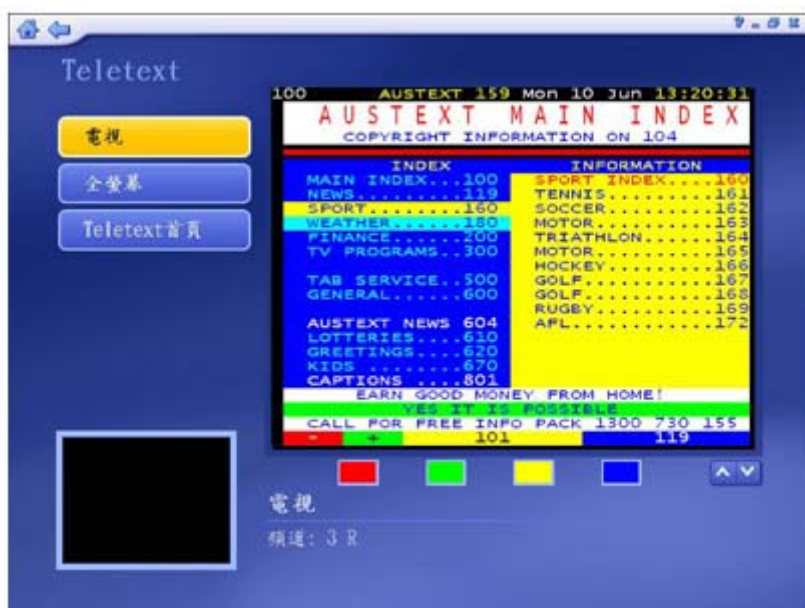 Teletext
電視
全螢幕
Teletext首頁
100 AUSTEXT 159 Mon 10 Jun 13:20:31
AUSTEXT MAIN INDEX
COPYRIGHT INFORMATION ON 104
INDEX
MAIN INDEX...100
NEWS.........119
SPORT........160
WEATHER......180
FINANCE......200
TV PROGRAMS..300
TAB SERVICE..500
GENERAL......600
AUSTEXT NEWS 604
LOTTERIES....610
GREETINGS....620
KIDS ........670
CAPTIONS ....801
INFORMATION
SPORT INDEX....160
TENNIS.........161
SOCCER.........162
MOTOR..........163
TRIATHLON......164
MOTOR..........165
HOCKEY.........166
GOLF...........167
GOLF...........168
RUGBY..........169
AFL............172
EARN GOOD MONEY FROM HOME!
YES IT IS POSSIBLE
CALL FOR FREE INFO PACK 1300 730 155
- + 101 119
電視
頻道: 3 R